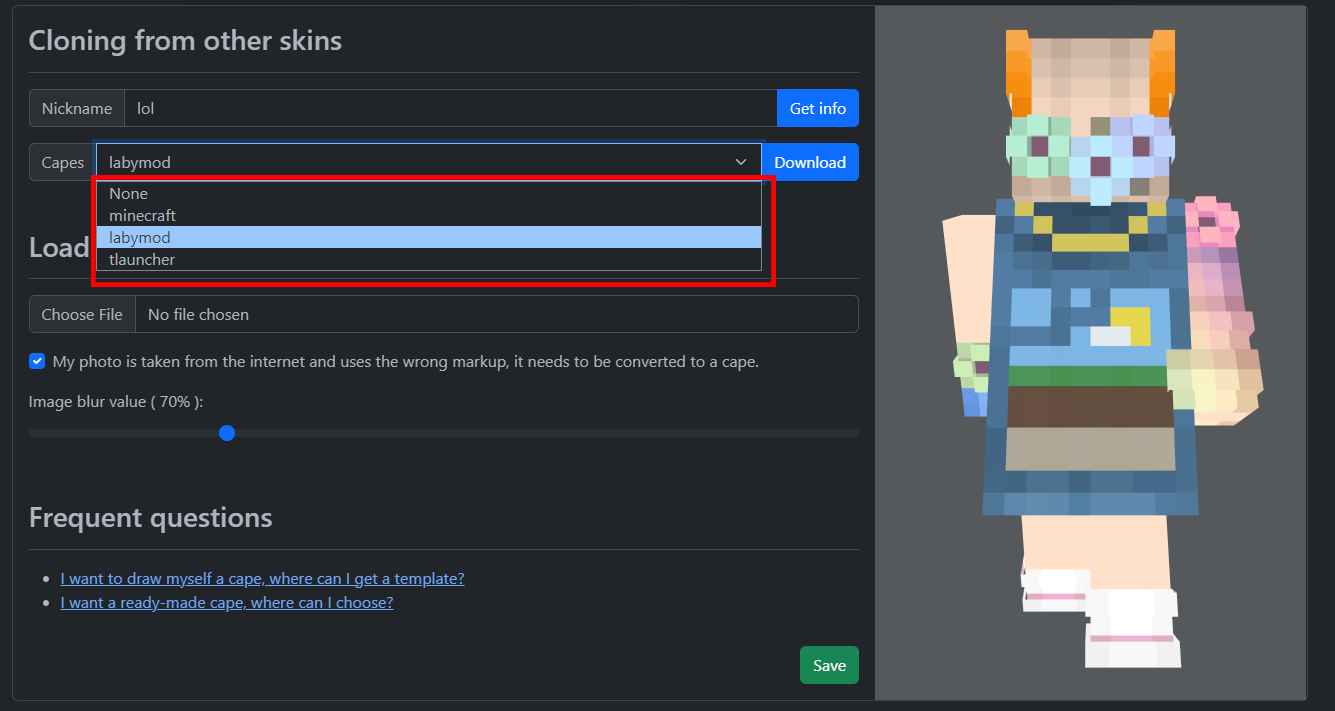 Cloning from other skins
Nickname lol Get info
Capes labymod Download
None
minecraft
labymod
tlauncher
Load
Choose File No file chosen
My photo is taken from the internet and uses the wrong markup, it needs to be converted to a cape.
Image blur value ( 70% ):
Frequent questions
I want to draw myself a cape, where can I get a template?
I want a ready-made cape, where can I choose?
Save